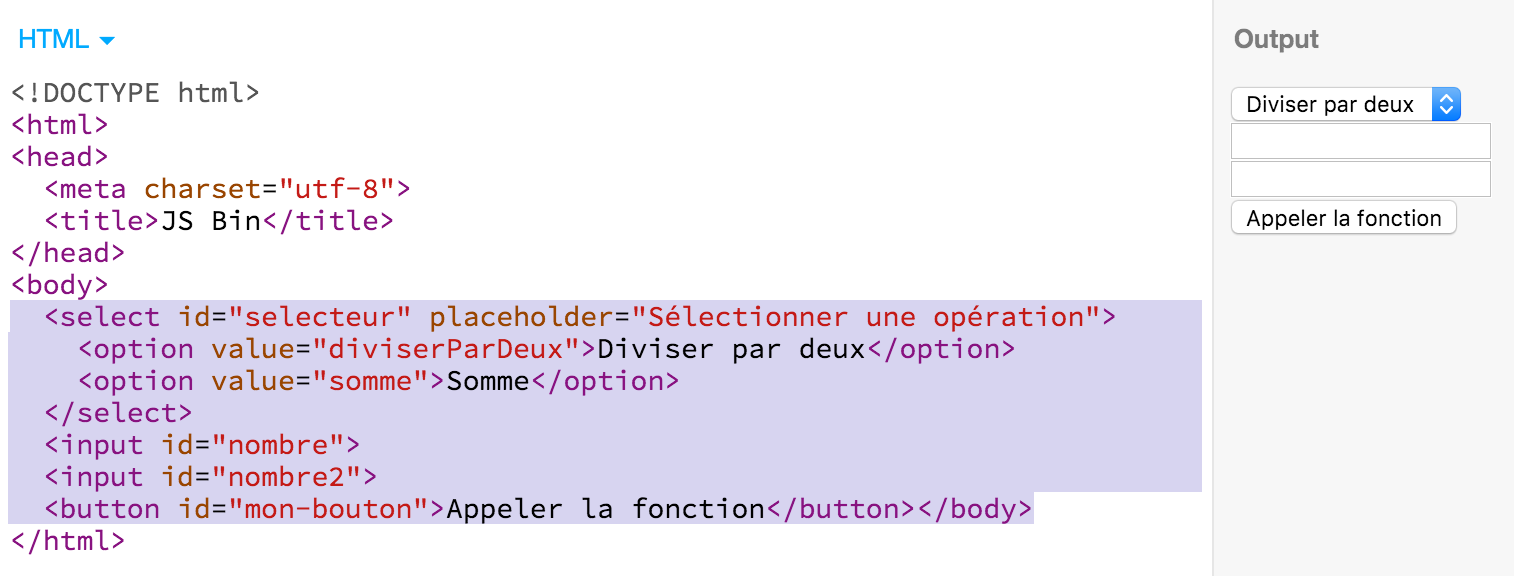 HTML
<!DOCTYPE html>
<html>
<head>
  <meta charset="utf-8">
  <title>JS Bin</title>
</head>
<body>
  <select id="selecteur" placeholder="Sélectionner une opération">
    <option value="diviserParDeux">Diviser par deux</option>
    <option value="somme">Somme</option>
  </select>
  <input id="nombre">
  <input id="nombre2">
  <button id="mon-bouton">Appeler la fonction</button></body>
</html>
Output
Diviser par deux
Appeler la fonction